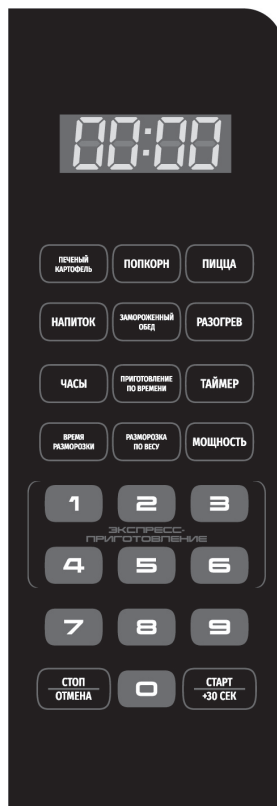 00:00
ПЕЧЕНЫЙ
КАРТОФЕЛЬ
ПОПКОРН
ПИЦЦА
НАПИТОК
ЗАМОРОЖЕННЫЙ
ОБЕД
РАЗОГРЕВ
ЧАСЫ
ПРИГОТОВЛЕНИЕ
ПО ВРЕМЕНИ
ТАЙМЕР
ВРЕМЯ
РАЗМОРОЗКИ
РАЗМОРОЗКА
ПО ВЕСУ
МОЩНОСТЬ
1 2 3
ЭКСПРЕСС-
ПРИГОТОВЛЕНИЕ
4 5 6
7 8 9
СТОП
ОТМЕНА
0
СТАРТ
+30 СЕК